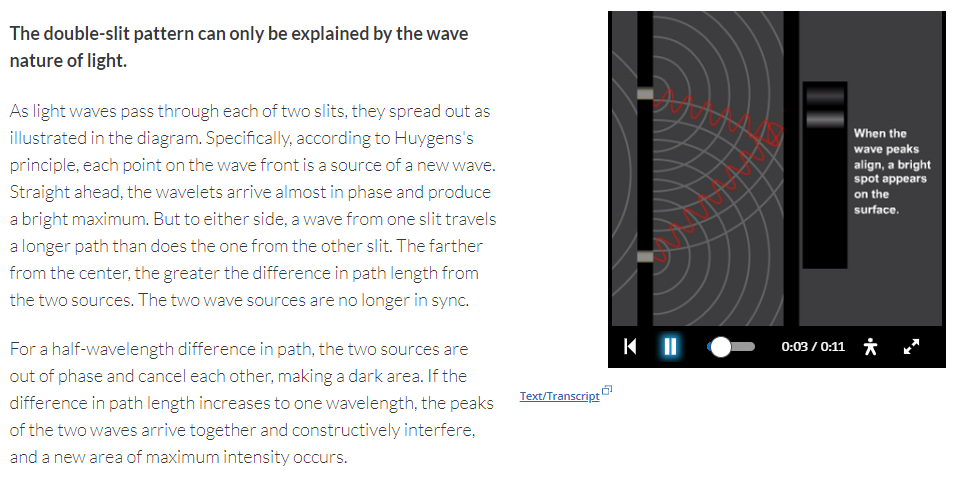 The double-slit pattern can only be explained by the wave
nature of light.
As light waves pass through each of two slits, they spread out as
illustrated in the diagram. Specifically, according to Huygens's
principle, each point on the wave front is a source of a new wave.
Straight ahead, the wavelets arrive almost in phase and produce
a bright maximum. But to either side, a wave from one slit travels
a longer path than does the one from the other slit. The farther
from the center, the greater the difference in path length from
the two sources. The two wave sources are no longer in sync.
For a half-wavelength difference in path, the two sources are
out of phase and cancel each other, making a dark area. If the
difference in path length increases to one wavelength, the peaks
of the two waves arrive together and constructively interfere,
and a new area of maximum intensity occurs.
When the
wave peaks
align, a bright
spot appears
on the
surface.
0:03 / 0:11
Text/Transcript